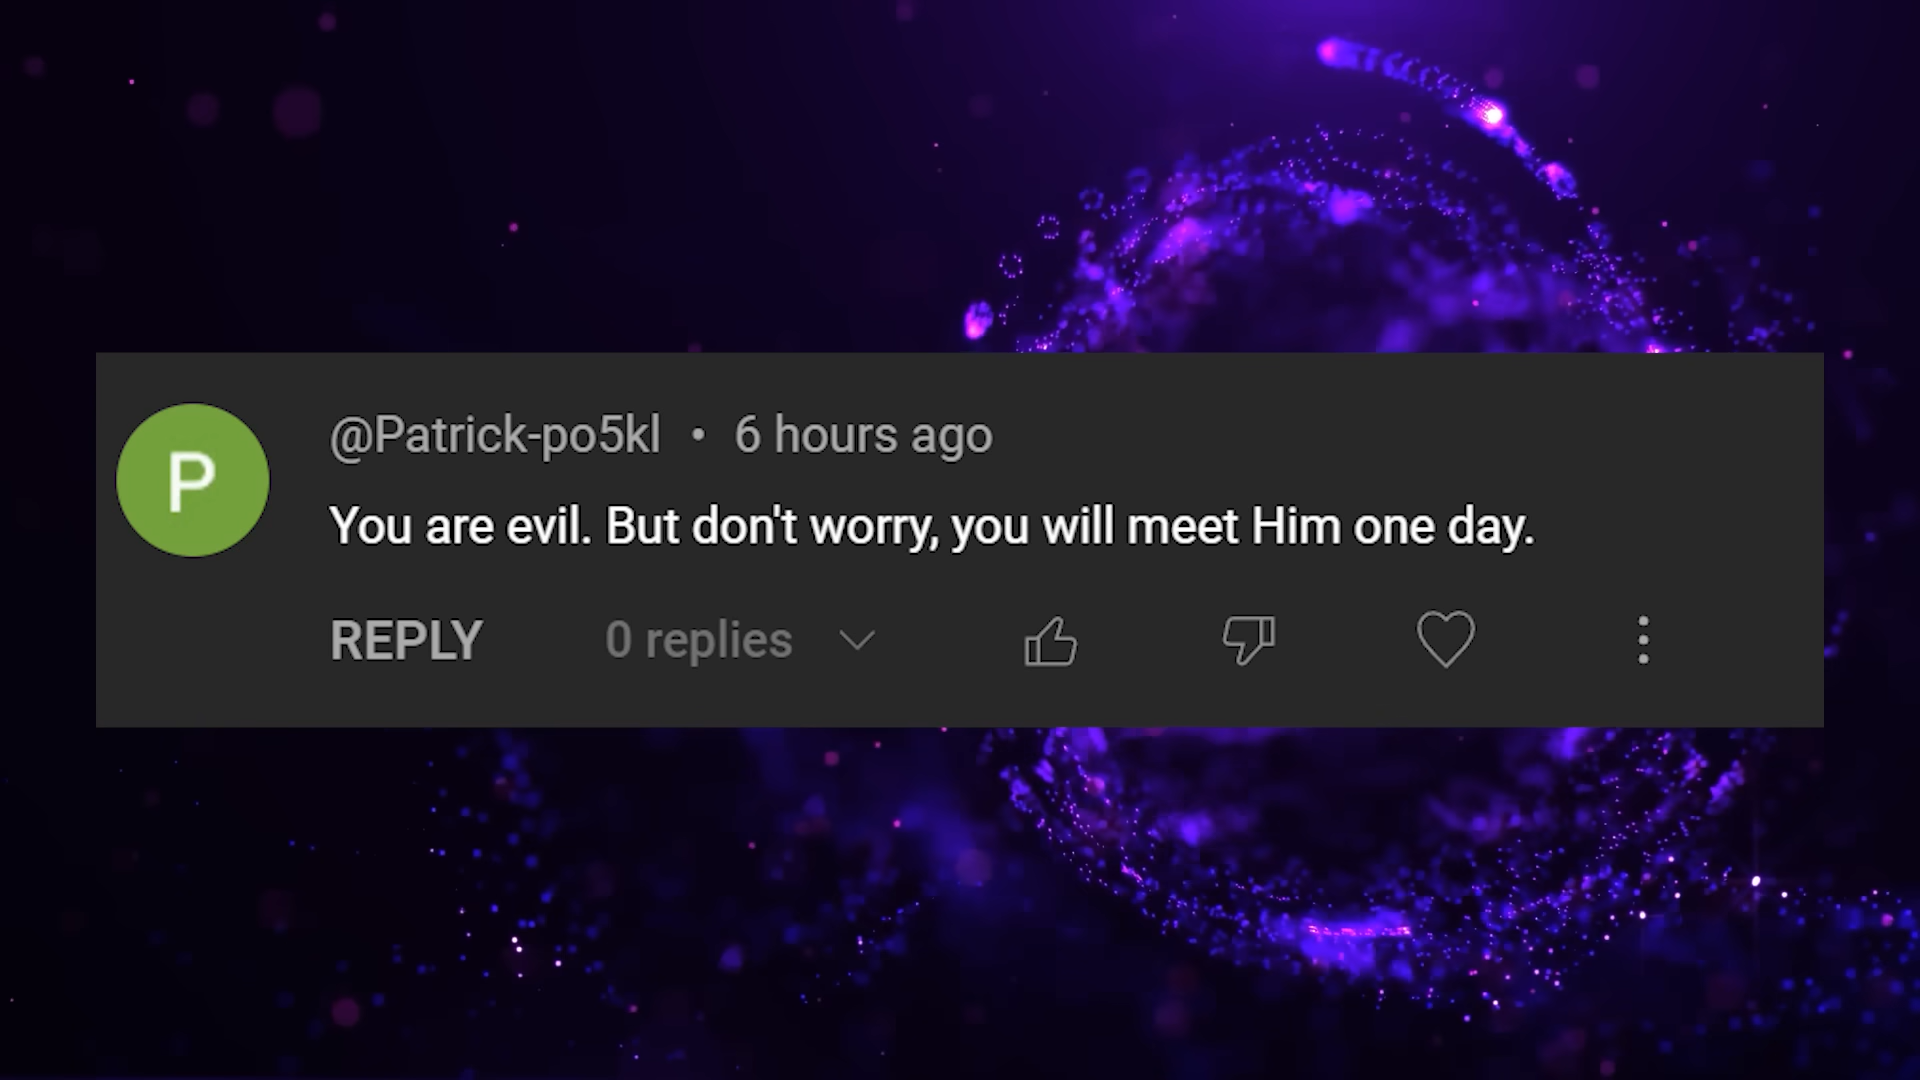 P
@Patrick-po5kl • 6 hours ago
You are evil. But don't worry, you will meet Him one day.
REPLY 0 replies